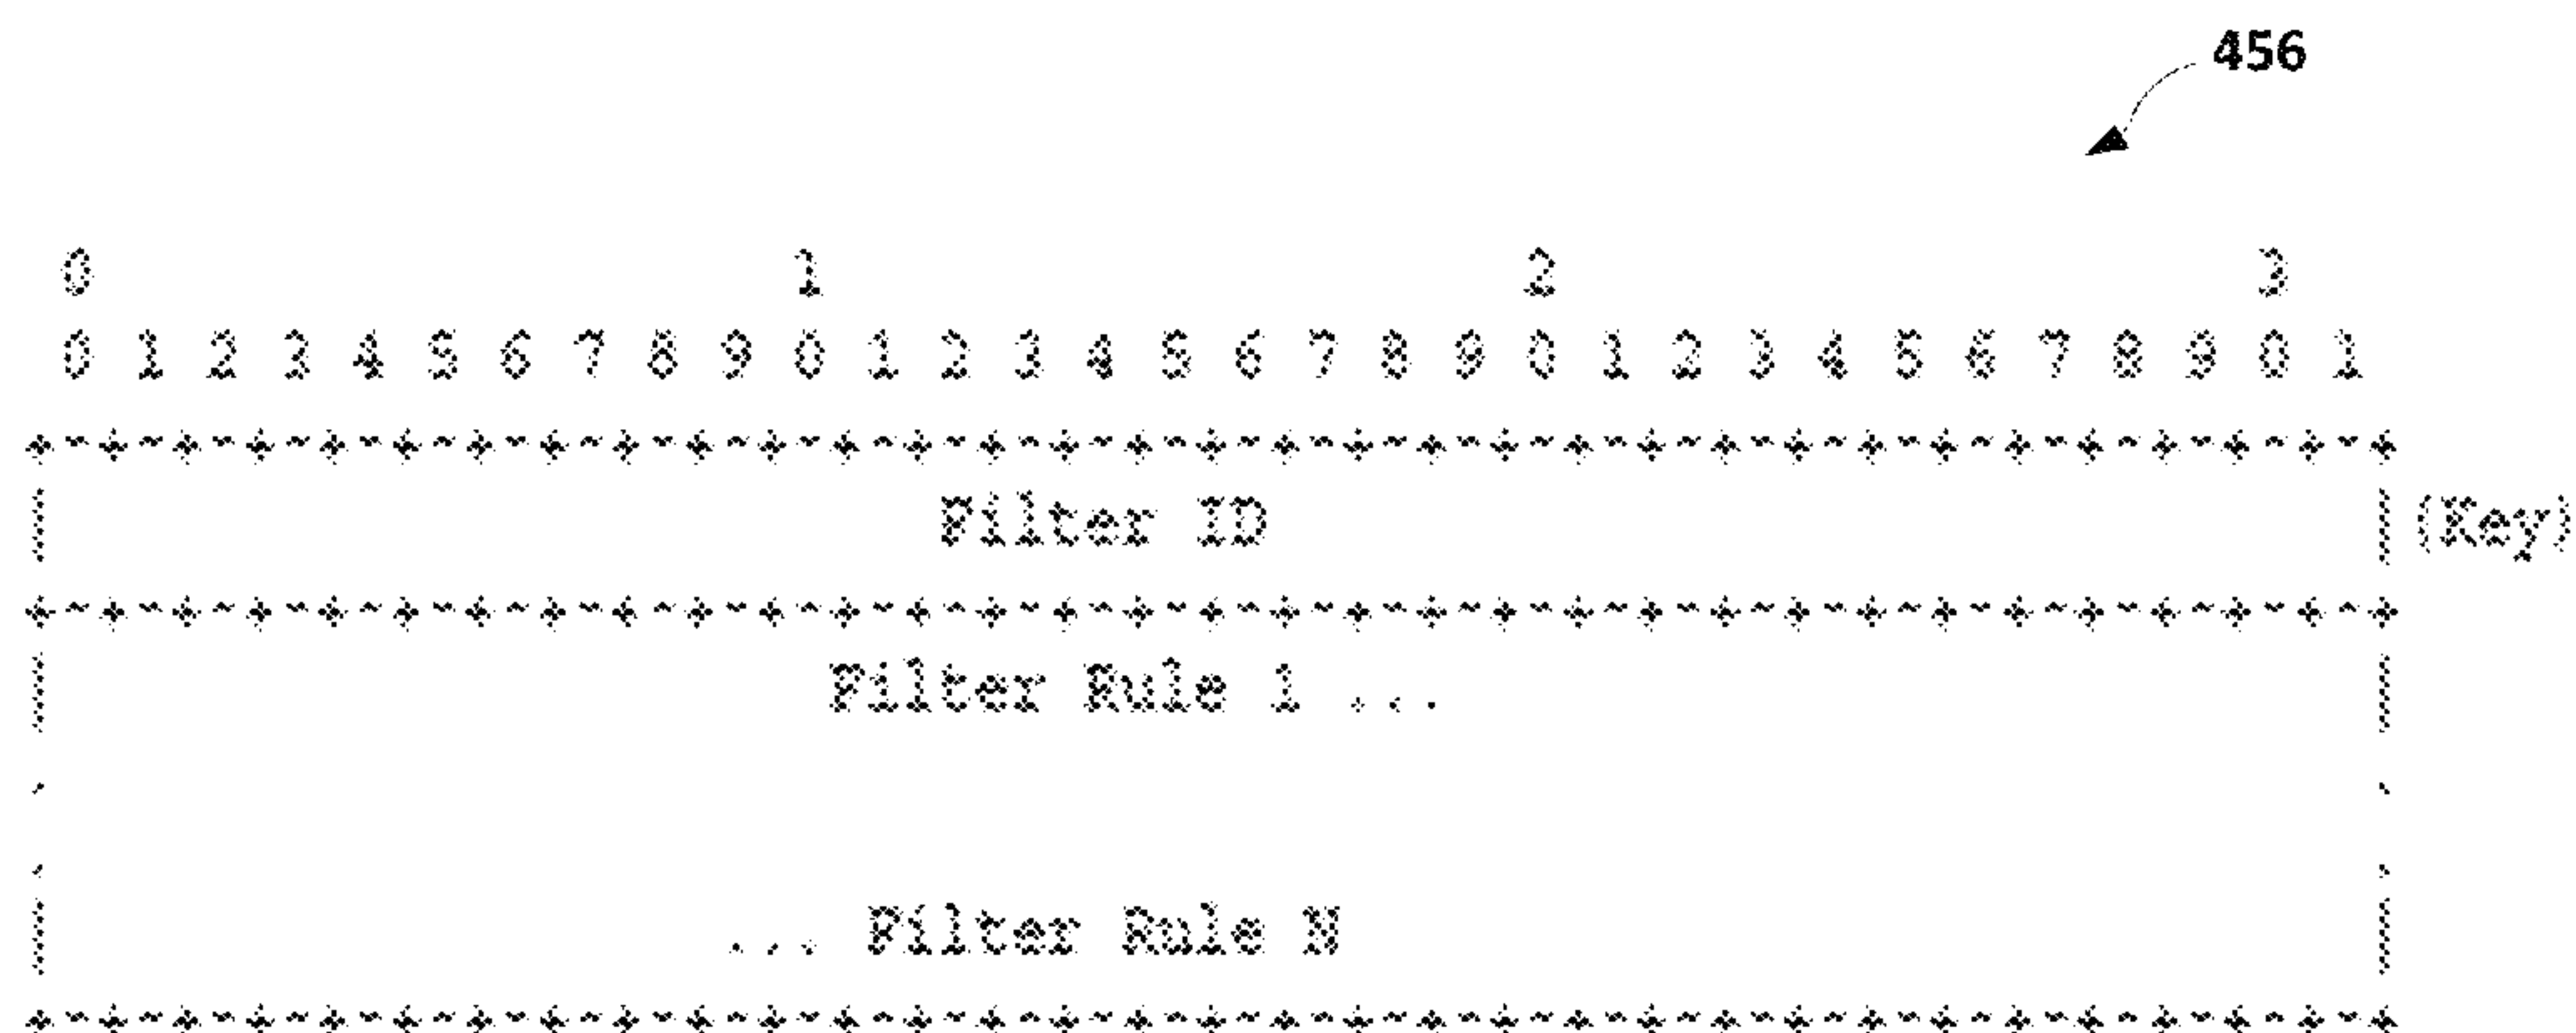 456
0 1 2 3
0 1 2 3 4 5 6 7 8 9 0 1 2 3 4 5 6 7 8 9 0 1 2 3 4 5 6 7 8 9 0 1
+-+-+-+-+-+-+-+-+-+-+-+-+-+-+-+-+-+-+-+-+-+-+-+-+-+-+-+-+-+-+-+-+
| Filter ID | (Key)
+-+-+-+-+-+-+-+-+-+-+-+-+-+-+-+-+-+-+-+-+-+-+-+-+-+-+-+-+-+-+-+-+
| Filter Rule 1 ... |
. .
. .
| ... Filter Rule N |
+-+-+-+-+-+-+-+-+-+-+-+-+-+-+-+-+-+-+-+-+-+-+-+-+-+-+-+-+-+-+-+-+